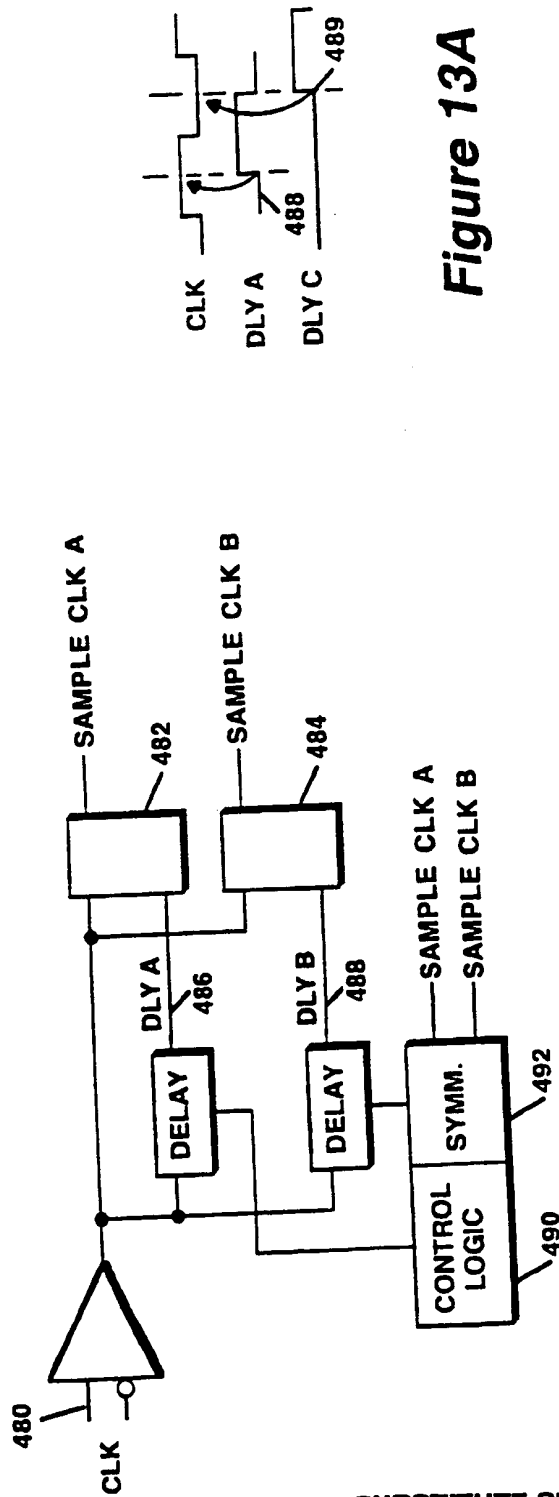 480
CLK
DELAY
DLY A
486
482
SAMPLE CLK A
DELAY
DLY B
488
484
SAMPLE CLK B
CONTROL
LOGIC
SYMM.
490
492
SAMPLE CLK A
SAMPLE CLK B
CLK
DLY A
DLY C
488
489
Figure 13A